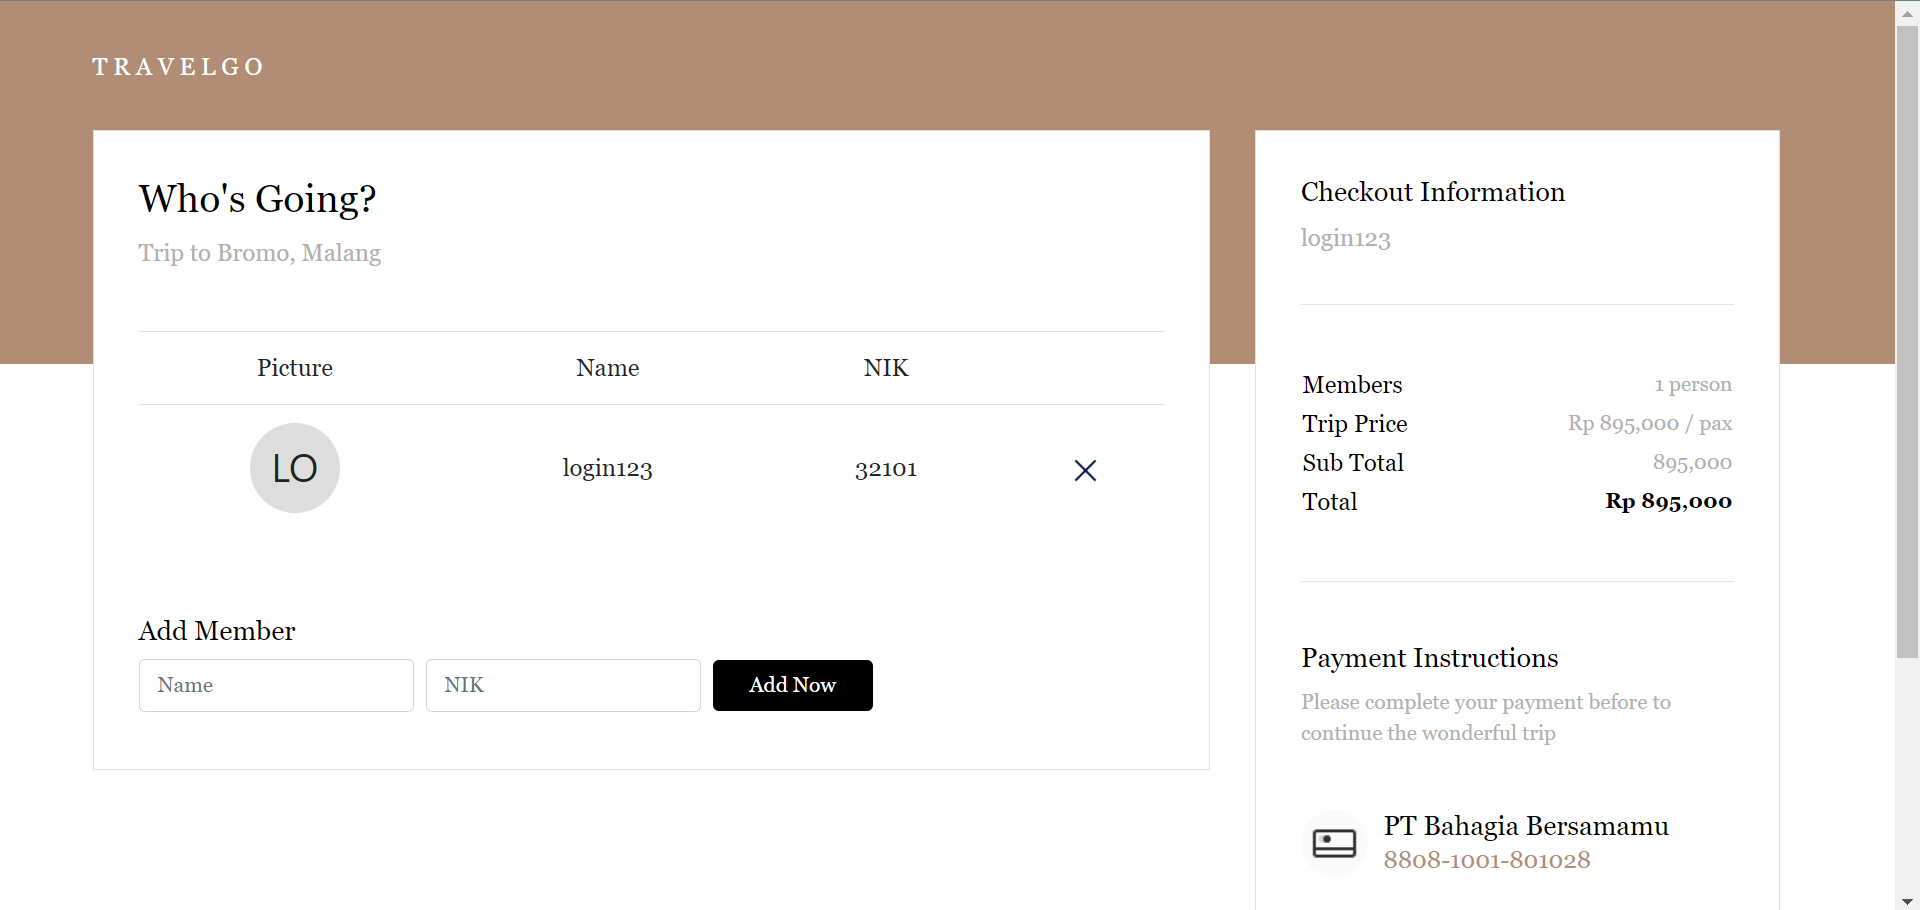 TRAVELGO
Who's Going?
Trip to Bromo, Malang
Picture Name NIK
LO login123 32101
Add Member
Name NIK Add Now
Checkout Information
login123
Members 1 person
Trip Price Rp 895,000 / pax
Sub Total 895,000
Total Rp 895,000
Payment Instructions
Please complete your payment before to
continue the wonderful trip
PT Bahagia Bersamamu
8808-1001-801028